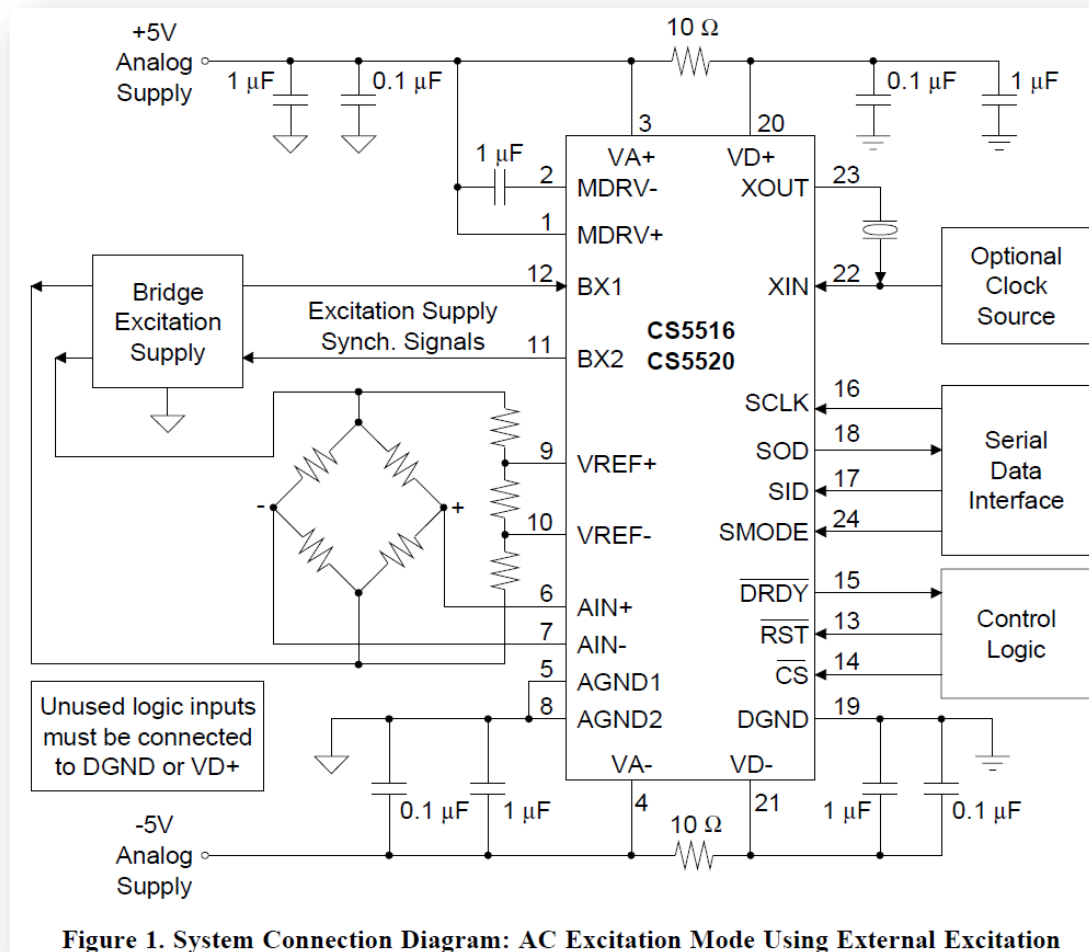 +5V
Analog
Supply
1 µF
0.1 µF
10 Ω
0.1 µF
1 µF
3
20
VA+
VD+
1 µF
2
MDRV-
XOUT
23
1
MDRV+
12
BX1
XIN
22
Optional
Clock
Source
Bridge
Excitation
Supply
Excitation Supply
Synch. Signals
CS5516
CS5520
11
BX2
SCLK
16
SOD
18
SID
17
SMODE
24
Serial
Data
Interface
9
VREF+
-
+
10
VREF-
6
AIN+
7
AIN-
5
AGND1
8
AGND2
DRDY
15
RST
13
CS
14
DGND
19
Control
Logic
Unused logic inputs
must be connected
to DGND or VD+
VA-
VD-
4
21
0.1 µF
1 µF
10 Ω
1 µF
0.1 µF
-5V
Analog
Supply
Figure 1. System Connection Diagram: AC Excitation Mode Using External Excitation